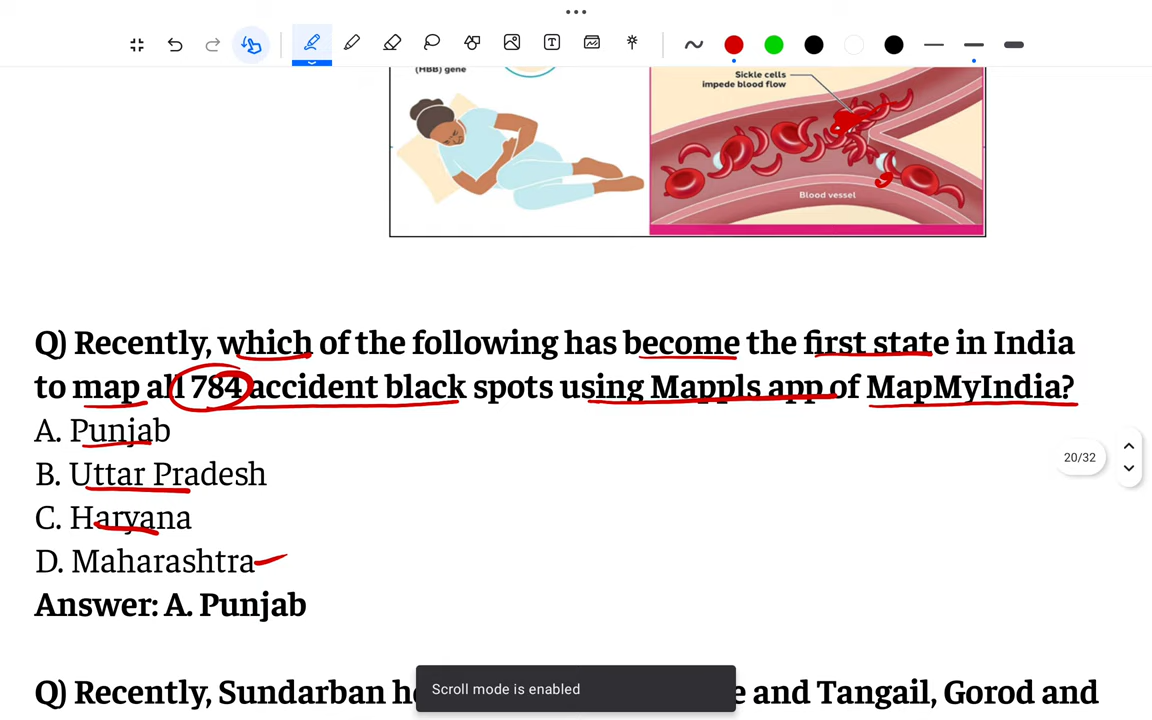 (HBB) gene
Sickle cells
impede blood flow
Blood vessel
Q) Recently, which of the following has become the first state in India
to map all 784 accident black spots using Mappls app of MapMyIndia?
20/32
A. Punjab
B. Uttar Pradesh
C. Haryana
D. Maharashtra
Answer: A. Punjab
Scroll mode is enabled
Q) Recently, Sundarban h e and Tangail, Gorod and